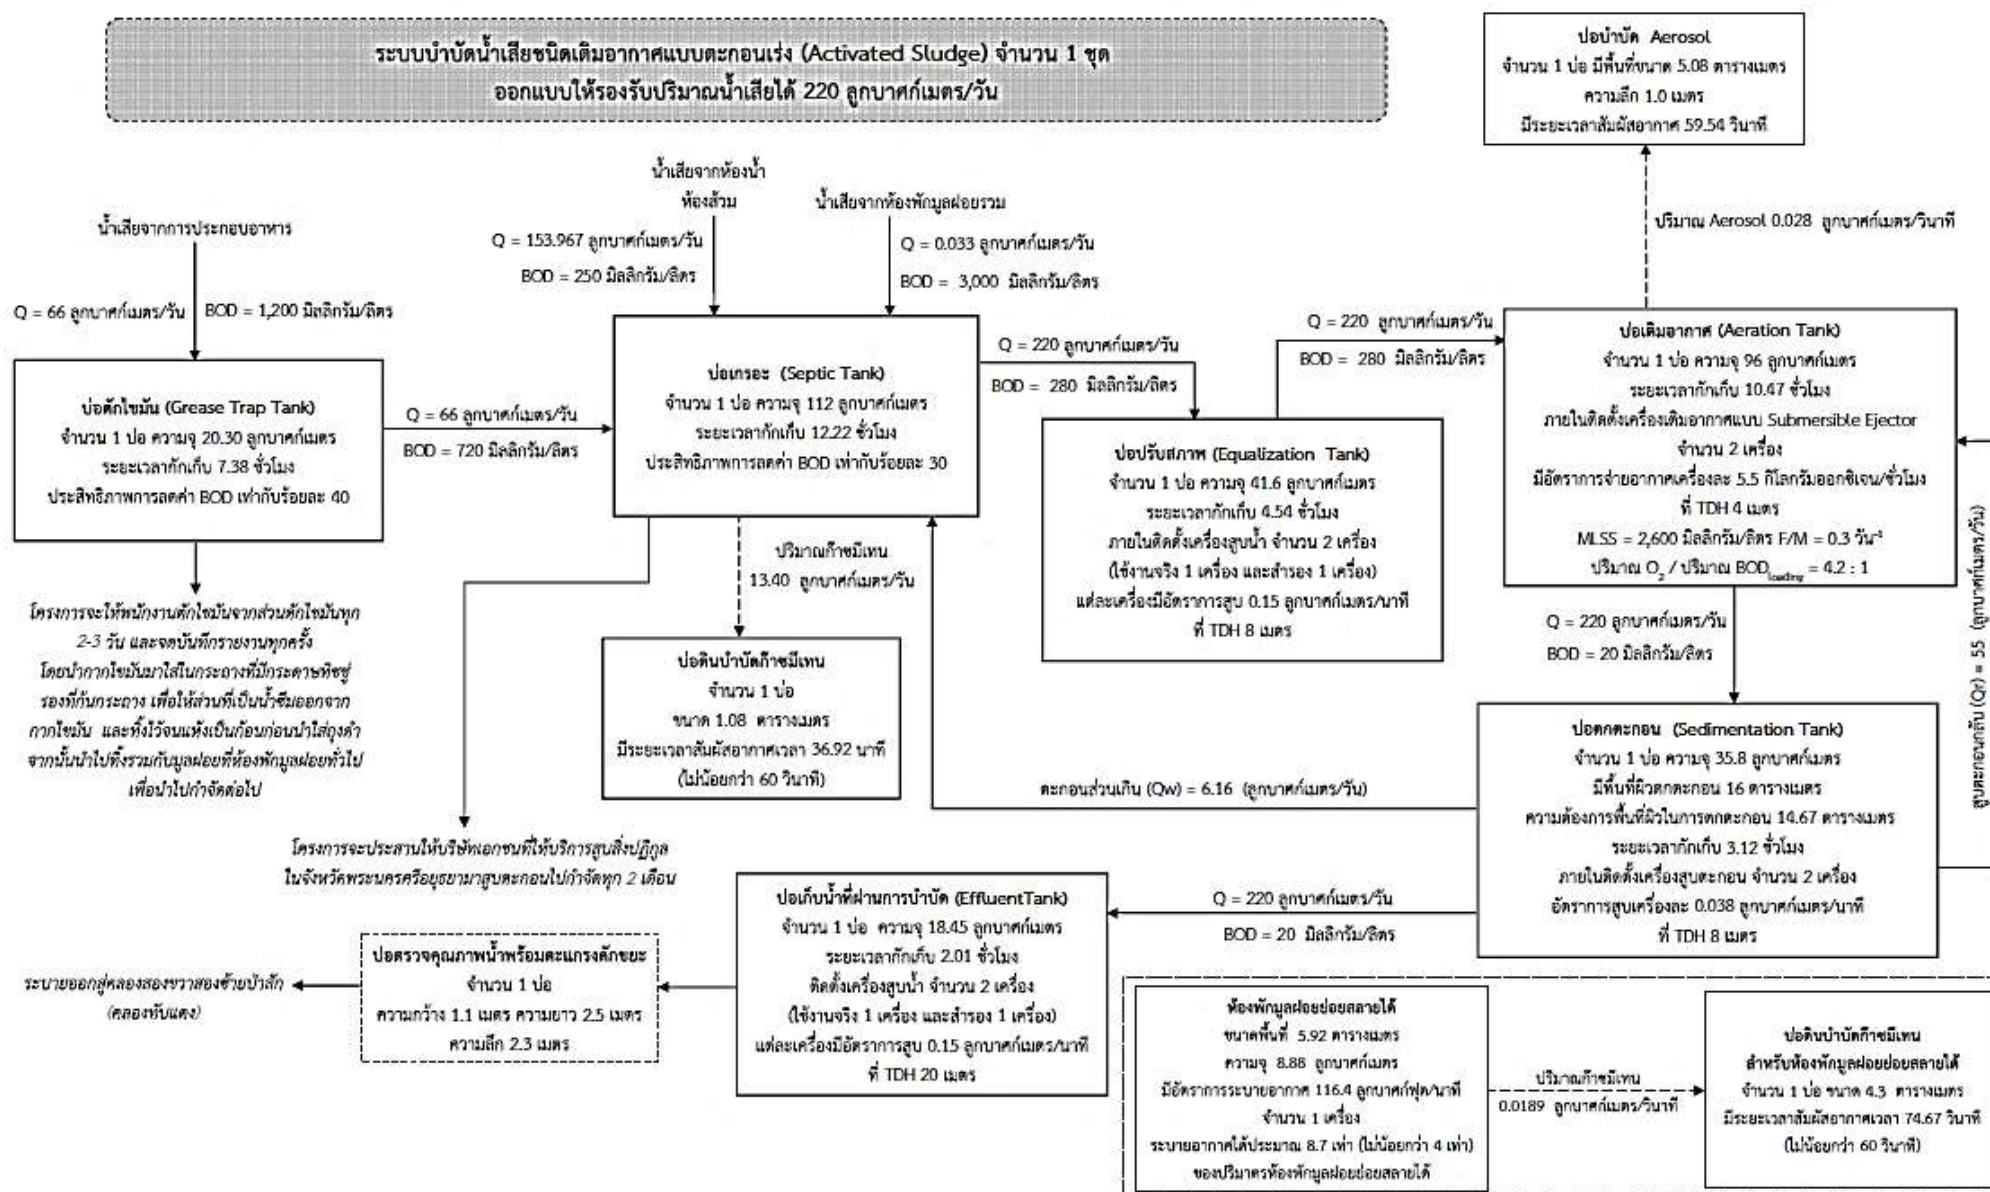 ระบบบำบัดน้ำเสียชนิดเติมอากาศแบบตะกอนเร่ง (Activated Sludge) จำนวน 1 ชุด
ออกแบบให้รองรับปริมาณน้ำเสียได้ 220 ลูกบาศก์เมตร/วัน
บ่อบำบัด Aerosol
จำนวน 1 บ่อ มีพื้นที่ขนาด 5.08 ตารางเมตร
ความลึก 1.0 เมตร
มีระยะเวลาสัมผัสอากาศ 59.54 วินาที
ปริมาณ Aerosol 0.028 ลูกบาศก์เมตร/วินาที
น้ำเสียจากการประกอบอาหาร
Q = 66 ลูกบาศก์เมตร/วัน
BOD = 1,200 มิลลิกรัม/ลิตร
น้ำเสียจากห้องน้ำ
ห้องส้วม
Q = 153.967 ลูกบาศก์เมตร/วัน
BOD = 250 มิลลิกรัม/ลิตร
น้ำเสียจากห้องพักมูลฝอยรวม
Q = 0.033 ลูกบาศก์เมตร/วัน
BOD = 3,000 มิลลิกรัม/ลิตร
บ่อดักไขมัน (Grease Trap Tank)
จำนวน 1 บ่อ ความจุ 20.30 ลูกบาศก์เมตร
ระยะเวลากักเก็บ 7.38 ชั่วโมง
ประสิทธิภาพการลดค่า BOD เท่ากับร้อยละ 40
Q = 66 ลูกบาศก์เมตร/วัน
BOD = 720 มิลลิกรัม/ลิตร
บ่อเกรอะ (Septic Tank)
จำนวน 1 บ่อ ความจุ 112 ลูกบาศก์เมตร
ระยะเวลากักเก็บ 12.22 ชั่วโมง
ประสิทธิภาพการลดค่า BOD เท่ากับร้อยละ 30
Q = 220 ลูกบาศก์เมตร/วัน
BOD = 280 มิลลิกรัม/ลิตร
บ่อปรับสภาพ (Equalization Tank)
จำนวน 1 บ่อ ความจุ 41.6 ลูกบาศก์เมตร
ระยะเวลากักเก็บ 4.54 ชั่วโมง
ภายในติดตั้งเครื่องสูบน้ำ จำนวน 2 เครื่อง
(ใช้งานจริง 1 เครื่อง และสำรอง 1 เครื่อง)
แต่ละเครื่องมีอัตราการสูบ 0.15 ลูกบาศก์เมตร/นาที
ที่ TDH 8 เมตร
Q = 220 ลูกบาศก์เมตร/วัน
BOD = 280 มิลลิกรัม/ลิตร
บ่อเติมอากาศ (Aeration Tank)
จำนวน 1 บ่อ ความจุ 96 ลูกบาศก์เมตร
ระยะเวลากักเก็บ 10.47 ชั่วโมง
ภายในติดตั้งเครื่องเติมอากาศแบบ Submersible Ejector
จำนวน 2 เครื่อง
มีอัตราการจ่ายอากาศเครื่องละ 5.5 กิโลกรัมออกซิเจน/ชั่วโมง
ที่ TDH 4 เมตร
MLSS = 2,600 มิลลิกรัม/ลิตร F/M = 0.3 วัน⁻¹
ปริมาณ O₂ / ปริมาณ BOD loading = 4.2 : 1
สูบตะกอนกลับ (Qr) = 55 (ลูกบาศก์เมตร/วัน)
Q = 220 ลูกบาศก์เมตร/วัน
BOD = 20 มิลลิกรัม/ลิตร
โครงการจะให้พนักงานตักไขมันจากส่วนดักไขมันทุก
2-3 วัน และจดบันทึกรายงานทุกครั้ง
โดยนำกากไขมันมาใส่ในกระถางที่มีกระดาษทิชชู่
รองที่ก้นกระถาง เพื่อให้ส่วนที่เป็นน้ำซึมออกจาก
กากไขมัน และทิ้งไว้จนแห้งเป็นก้อนก่อนนำใส่ถุงดำ
จากนั้นนำไปทิ้งรวมกับมูลฝอยที่ห้องพักมูลฝอยทั่วไป
เพื่อนำไปกำจัดต่อไป
ปริมาณก๊าซมีเทน
13.40 ลูกบาศก์เมตร/วัน
บ่อดินบำบัดก๊าซมีเทน
จำนวน 1 บ่อ
ขนาด 1.08 ตารางเมตร
มีระยะเวลาสัมผัสอากาศเวลา 36.92 นาที
(ไม่น้อยกว่า 60 วินาที)
โครงการจะประสานให้บริษัทเอกชนที่ให้บริการสูบสิ่งปฏิกูล
ในจังหวัดพระนครศรีอยุธยามาสูบตะกอนไปกำจัดทุก 2 เดือน
ตะกอนส่วนเกิน (Qw) = 6.16 (ลูกบาศก์เมตร/วัน)
บ่อตกตะกอน (Sedimentation Tank)
จำนวน 1 บ่อ ความจุ 35.8 ลูกบาศก์เมตร
มีพื้นที่ผิวตกตะกอน 16 ตารางเมตร
ความต้องการพื้นที่ผิวในการตกตะกอน 14.67 ตารางเมตร
ระยะเวลากักเก็บ 3.12 ชั่วโมง
ภายในติดตั้งเครื่องสูบตะกอน จำนวน 2 เครื่อง
อัตราการสูบเครื่องละ 0.038 ลูกบาศก์เมตร/นาที
ที่ TDH 8 เมตร
Q = 220 ลูกบาศก์เมตร/วัน
BOD = 20 มิลลิกรัม/ลิตร
บ่อเก็บน้ำที่ผ่านการบำบัด (EffluentTank)
จำนวน 1 บ่อ ความจุ 18.45 ลูกบาศก์เมตร
ระยะเวลากักเก็บ 2.01 ชั่วโมง
ติดตั้งเครื่องสูบน้ำ จำนวน 2 เครื่อง
(ใช้งานจริง 1 เครื่อง และสำรอง 1 เครื่อง)
แต่ละเครื่องมีอัตราการสูบ 0.15 ลูกบาศก์เมตร/นาที
ที่ TDH 20 เมตร
บ่อตรวจคุณภาพน้ำพร้อมตะแกรงดักขยะ
จำนวน 1 บ่อ
ความกว้าง 1.1 เมตร ความยาว 2.5 เมตร
ความลึก 2.3 เมตร
ระบายออกสู่คลองสองขวาสองซ้ายป่าสัก
(คลองทับแดง)
ห้องพักมูลฝอยย่อยสลายได้
ขนาดพื้นที่ 5.92 ตารางเมตร
ความจุ 8.88 ลูกบาศก์เมตร
มีอัตราการระบายอากาศ 116.4 ลูกบาศก์ฟุต/นาที
จำนวน 1 เครื่อง
ระบายอากาศได้ประมาณ 8.7 เท่า (ไม่น้อยกว่า 4 เท่า)
ของปริมาตรห้องพักมูลฝอยย่อยสลายได้
ปริมาณก๊าซมีเทน
0.0189 ลูกบาศก์เมตร/วินาที
บ่อดินบำบัดก๊าซมีเทน
สำหรับห้องพักมูลฝอยย่อยสลายได้
จำนวน 1 บ่อ ขนาด 4.3 ตารางเมตร
มีระยะเวลาสัมผัสอากาศเวลา 74.67 วินาที
(ไม่น้อยกว่า 60 วินาที)